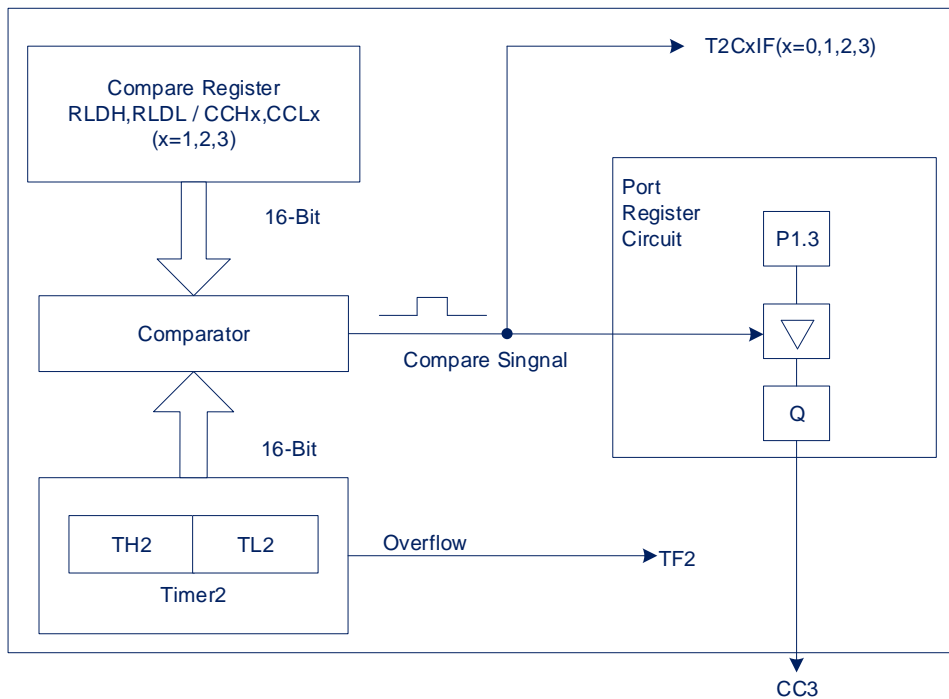 Compare Register
RLDH,RLDL / CCHx,CCLx
(x=1,2,3)
T2CxIF(x=0,1,2,3)
16-Bit
Port
Register
Circuit
P1.3
Comparator
Compare Singnal
Q
16-Bit
TH2
TL2
Timer2
Overflow
TF2
CC3